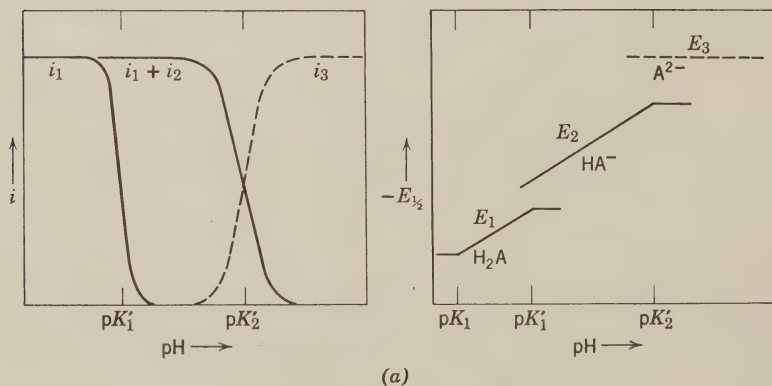 i₁
i₁ + i₂
i₃
i
pK′₁
pK′₂
pH
E₃
A²⁻
E₂
HA⁻
−E½
E₁
H₂A
pK₁
pK′₁
pK′₂
pH
(a)